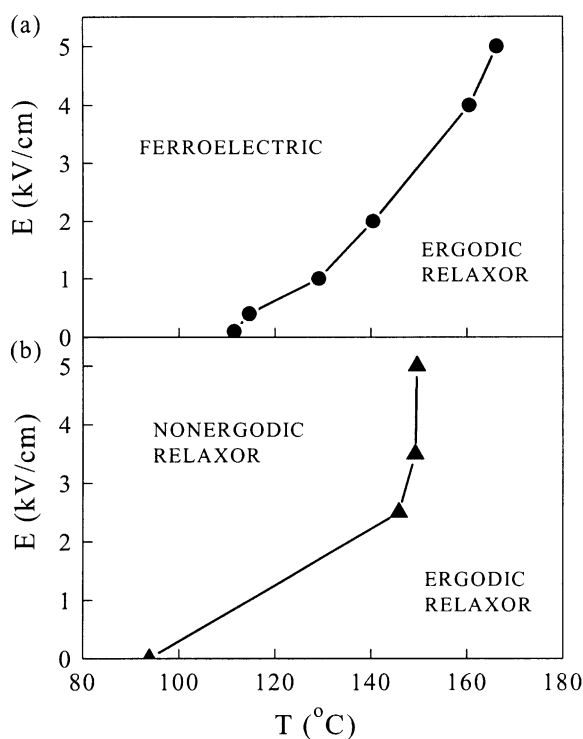 (a)
5
4
3
2
1
0
E (kV/cm)
FERROELECTRIC
ERGODIC
RELAXOR
(b)
5
4
3
2
1
0
E (kV/cm)
NONERGODIC
RELAXOR
ERGODIC
RELAXOR
80 100 120 140 160 180
T (°C)